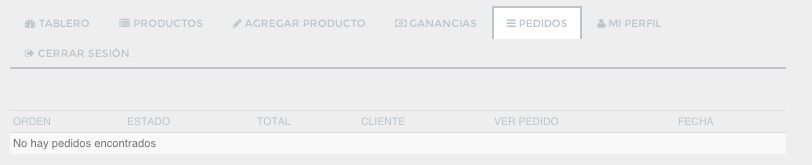 TABLERO PRODUCTOS AGREGAR PRODUCTO GANANCIAS PEDIDOS MI PERFIL
CERRAR SESIÓN
ORDEN ESTADO TOTAL CLIENTE VER PEDIDO FECHA
No hay pedidos encontrados